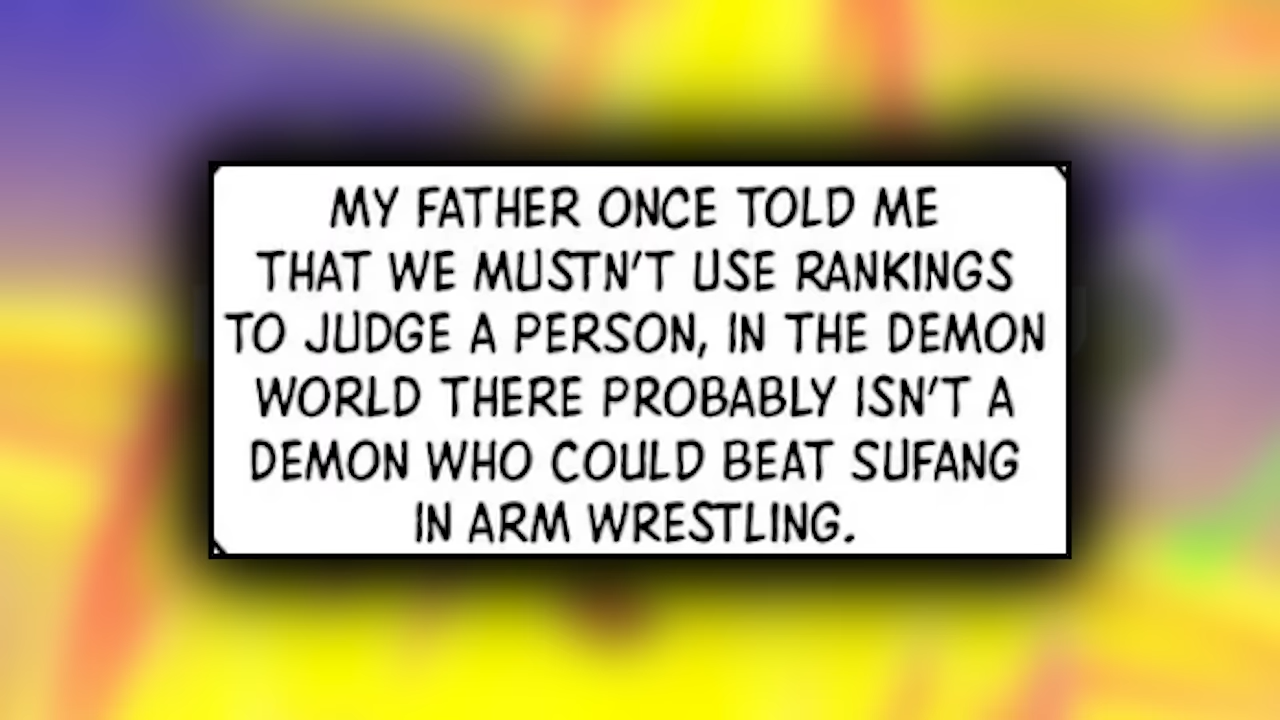 MY FATHER ONCE TOLD ME
THAT WE MUSTN'T USE RANKINGS
TO JUDGE A PERSON, IN THE DEMON
WORLD THERE PROBABLY ISN'T A
DEMON WHO COULD BEAT SUFANG
IN ARM WRESTLING.